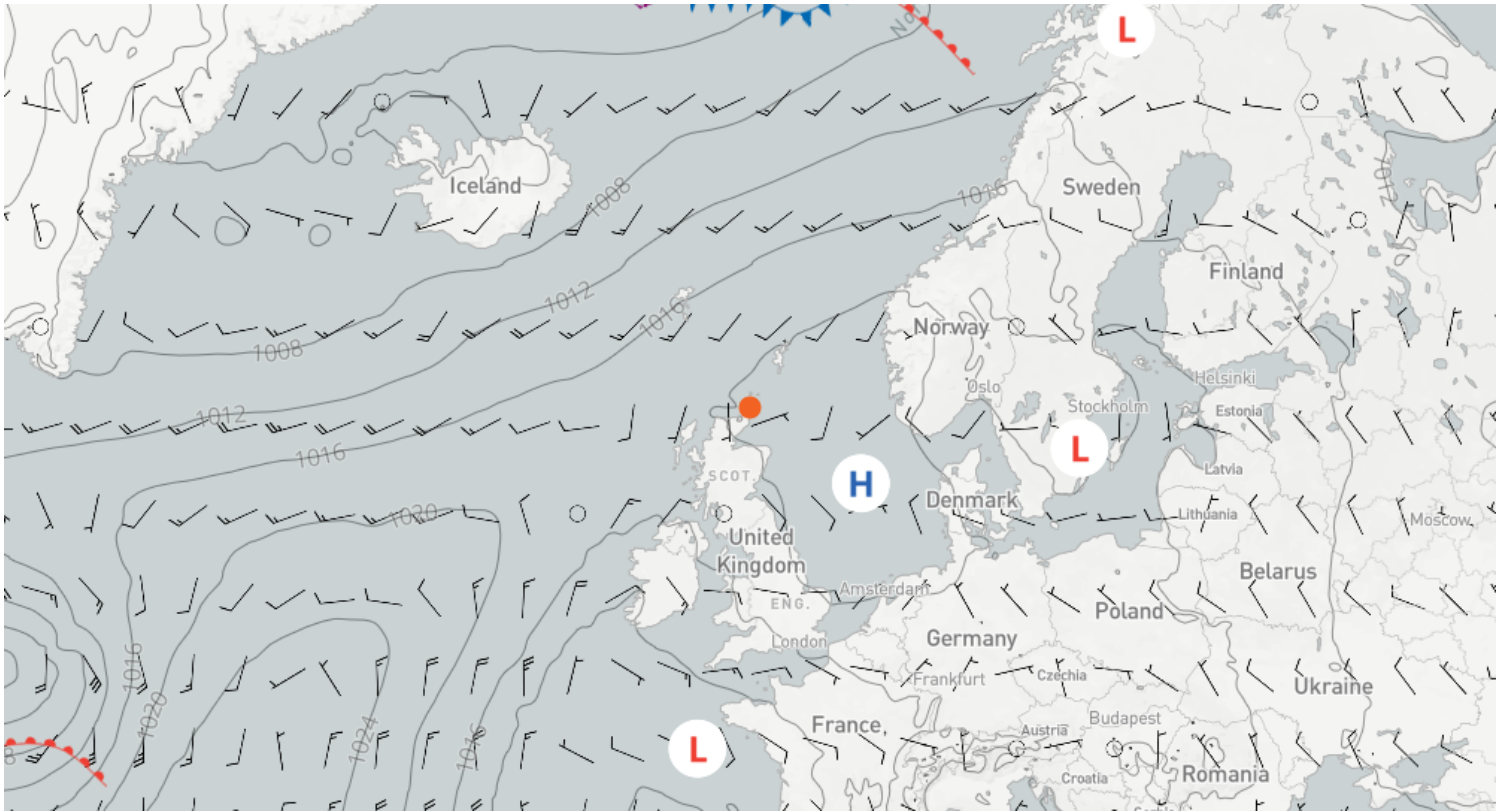 Nor
L
Iceland
1008
1016
Sweden
1012
Finland
1012
1016
Norway
1008
Helsinki
Oslo
Stockholm
Estonia
1012
1016
L
SCOT.
H
Latvia
Denmark
1020
Lithuania
Moscow
United
Kingdom
Belarus
Amsterdam
ENG.
Poland
London
Germany
1016
Frankfurt
Czechia
Ukraine
1020
1024
1016
L
France,
Budapest
Austria
Croatia
Romania